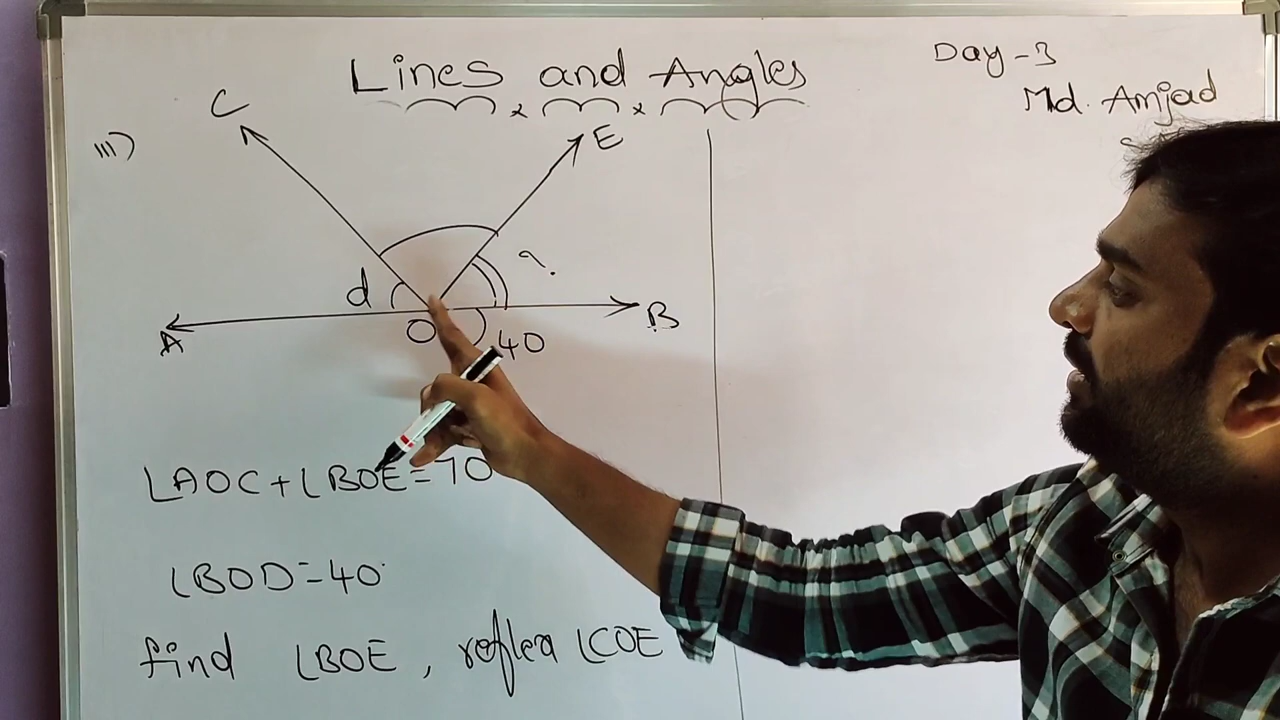 Lines and Angles
Day-3
Md. Amjad
III)
C
E
d
?
A
O
B
40
∠AOC+∠BOE=70
∠BOD=40
find ∠BOE, reflex ∠COE